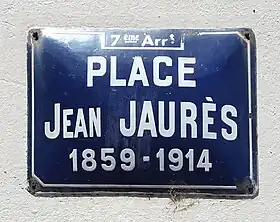 7ème Arrt
PLACE
JEAN JAURÈS
1859-1914